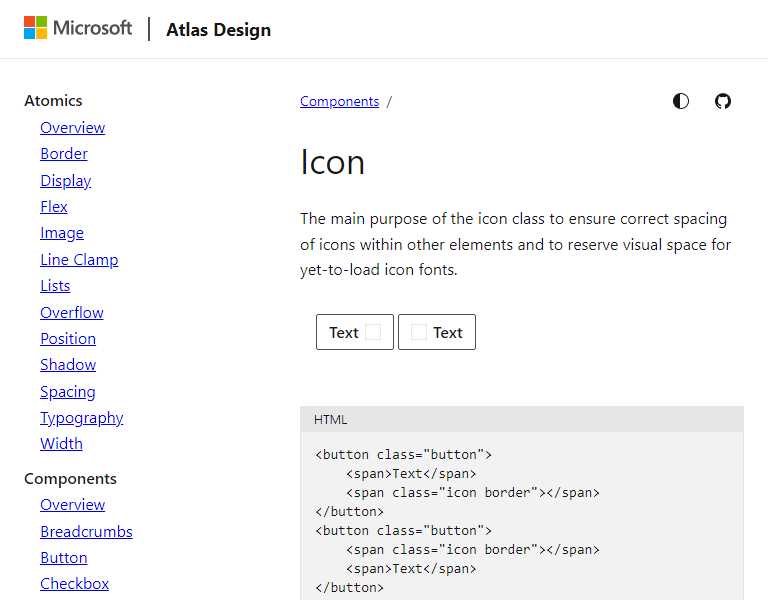 Microsoft | Atlas Design
Atomics
Overview
Border
Display
Flex
Image
Line Clamp
Lists
Overflow
Position
Shadow
Spacing
Typography
Width
Components
Overview
Breadcrumbs
Button
Checkbox
Components /
Icon
The main purpose of the icon class to ensure correct spacing
of icons within other elements and to reserve visual space for
yet-to-load icon fonts.
Text
Text
HTML
<button class="button">
    <span>Text</span>
    <span class="icon border"></span>
</button>
<button class="button">
    <span class="icon border"></span>
    <span>Text</span>
</button>